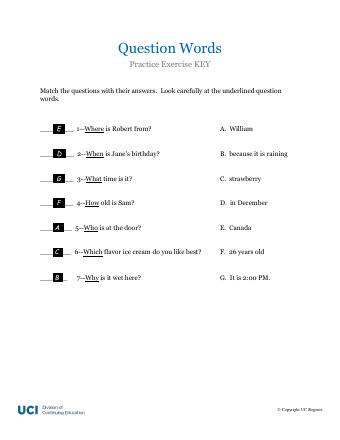 Question Words
Practice Exercise KEY
Match the questions with their answers. Look carefully at the underlined question
words.
E 1--Where is Robert from? A. William
D 2--When is Jane's birthday? B. because it is raining
G 3--What time is it? C. strawberry
F 4--How old is Sam? D. in December
A 5--Who is at the door? E. Canada
C 6--Which flavor ice cream do you like best? F. 26 years old
B 7--Why is it wet here? G. It is 2:00 PM.
UCI Division of
Continuing Education
© Copyright UC Regents